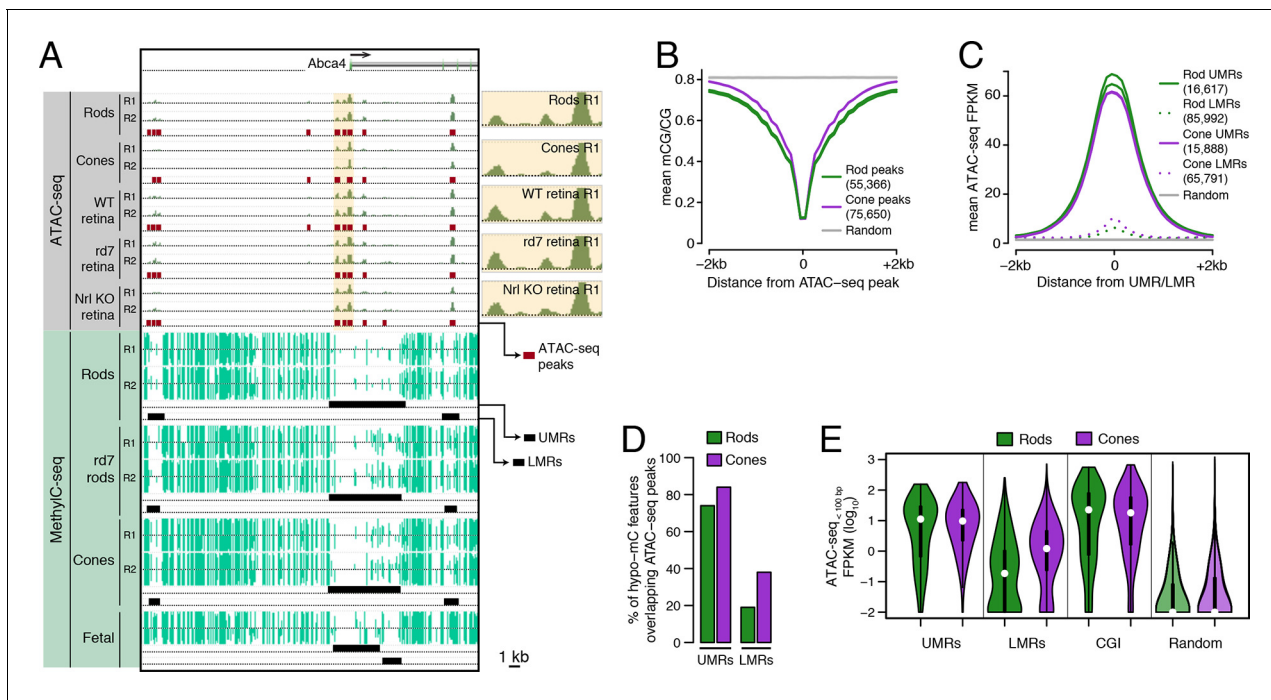 A
Abca4
ATAC-seq
Rods
R1
R2
Cones
R1
R2
WT
retina
R1
R2
rd7
retina
R1
R2
Nrl KO
retina
R1
R2
Rods R1
Cones R1
WT retina R1
rd7 retina R1
Nrl KO retina R1
MethylC-seq
Rods
R1
R2
rd7
rods
R1
R2
Cones
R1
R2
Fetal
ATAC-seq
peaks
UMRs
LMRs
1 kb
B
mean mCG/CG
0.8
0.6
0.4
0.2
0
Rod peaks
(55,366)
Cone peaks
(75,650)
Random
−2kb
0
+2kb
Distance from ATAC−seq peak
C
mean ATAC-seq FPKM
60
40
20
0
Rod UMRs
(16,617)
Rod LMRs
(85,992)
Cone UMRs
(15,888)
Cone LMRs
(65,791)
Random
−2kb
0
+2kb
Distance from UMR/LMR
D
Rods
Cones
% of hypo−mC features
overlapping ATAC−seq peaks
100
80
60
40
20
0
UMRs
LMRs
E
Rods
Cones
ATAC-seq<100 bp
FPKM (log10)
3
2
1
0
−1
−2
UMRs
LMRs
CGI
Random